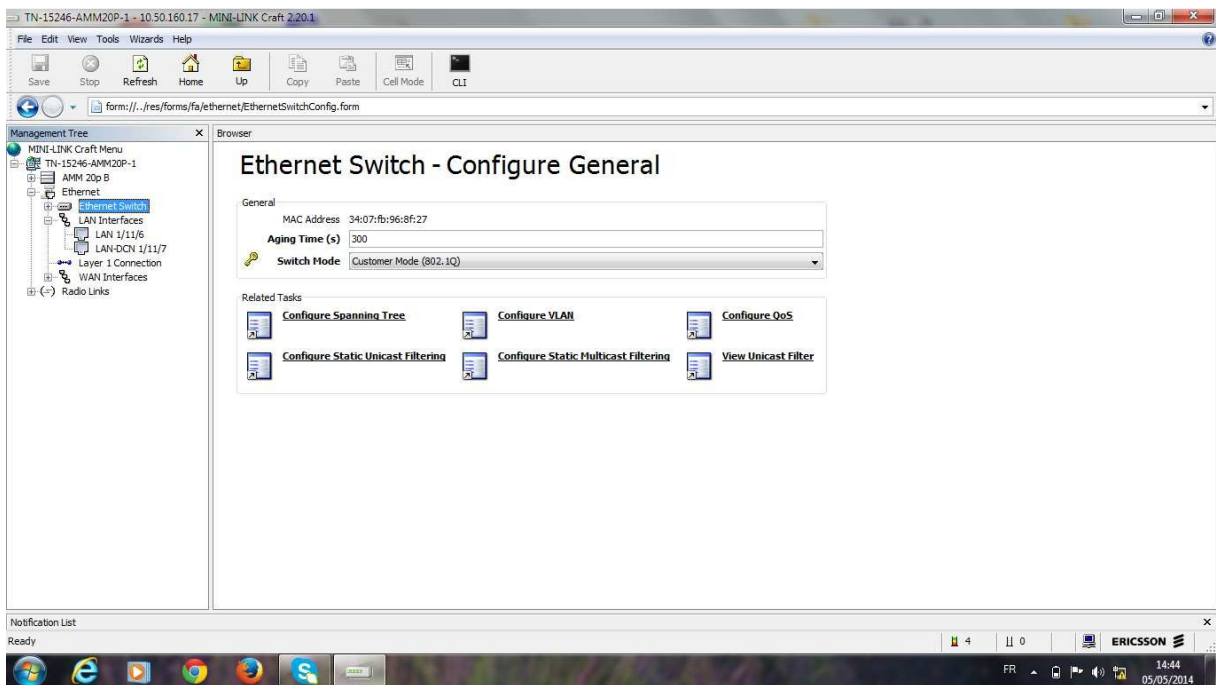 TN-15246-AMM20P-1 - 10.50.160.17 - MINI-LINK Craft 2.20.1
File Edit View Tools Wizards Help
Save Stop Refresh Home Up Copy Paste Cell Mode CLI
form://../res/forms/fa/ethernet/EthernetSwitchConfig.form
Management Tree
MINI-LINK Craft Menu
TN-15246-AMM20P-1
AMM 20p B
Ethernet
Ethernet Switch
LAN Interfaces
LAN 1/11/6
LAN-DCN 1/11/7
Layer 1 Connection
WAN Interfaces
Radio Links
Browser
Ethernet Switch - Configure General
General
MAC Address 34:07:fb:96:8f:27
Aging Time (s) 300
Switch Mode Customer Mode (802.1Q)
Related Tasks
Configure Spanning Tree Configure VLAN Configure QoS
Configure Static Unicast Filtering Configure Static Multicast Filtering View Unicast Filter
Notification List
Ready 4 0 ERICSSON
FR 14:44
05/05/2014